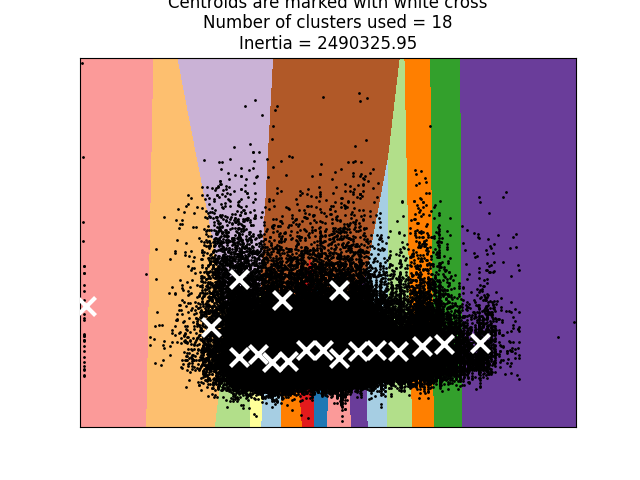 Centroids are marked with white cross
Number of clusters used = 18
Inertia = 2490325.95